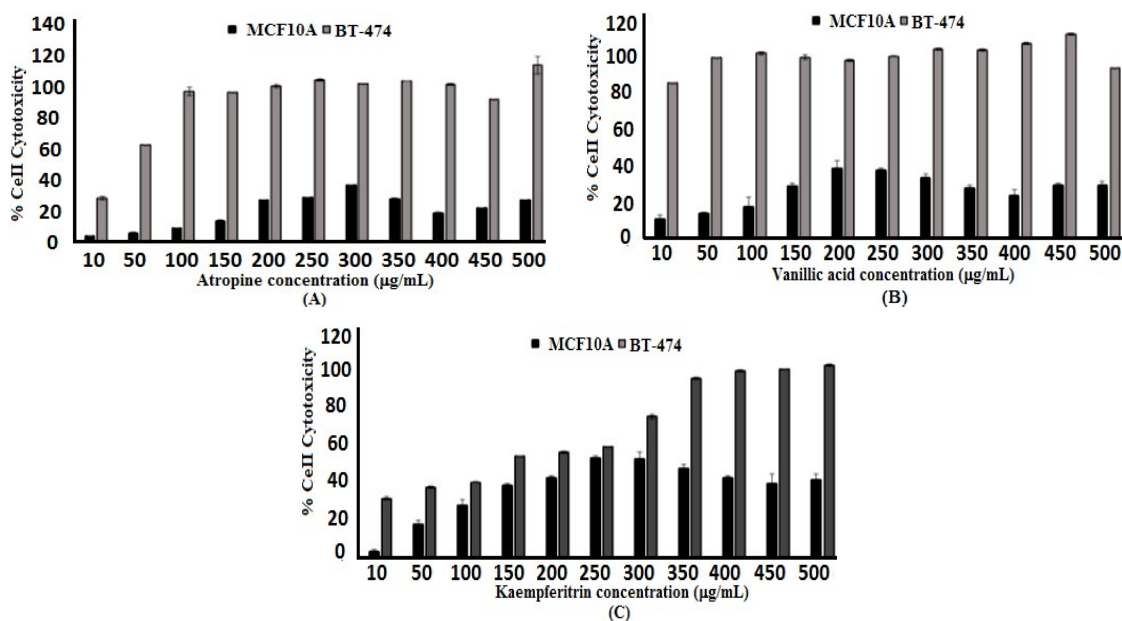 140
120
100
80
60
40
20
0
% CeII Cytotoxicity
MCF10A BT-474
10 50 100 150 200 250 300 350 400 450 500
Atropine concentration (µg/mL)
(A)
120
100
80
60
40
20
0
% CeII Cytotoxicity
MCF10A BT-474
10 50 100 150 200 250 300 350 400 450 500
Vanillic acid concentration (µg/mL)
(B)
120
100
80
60
40
20
0
% CeII Cytotoxicity
MCF10A BT-474
10 50 100 150 200 250 300 350 400 450 500
Kaempferitrin concentration (µg/mL)
(C)